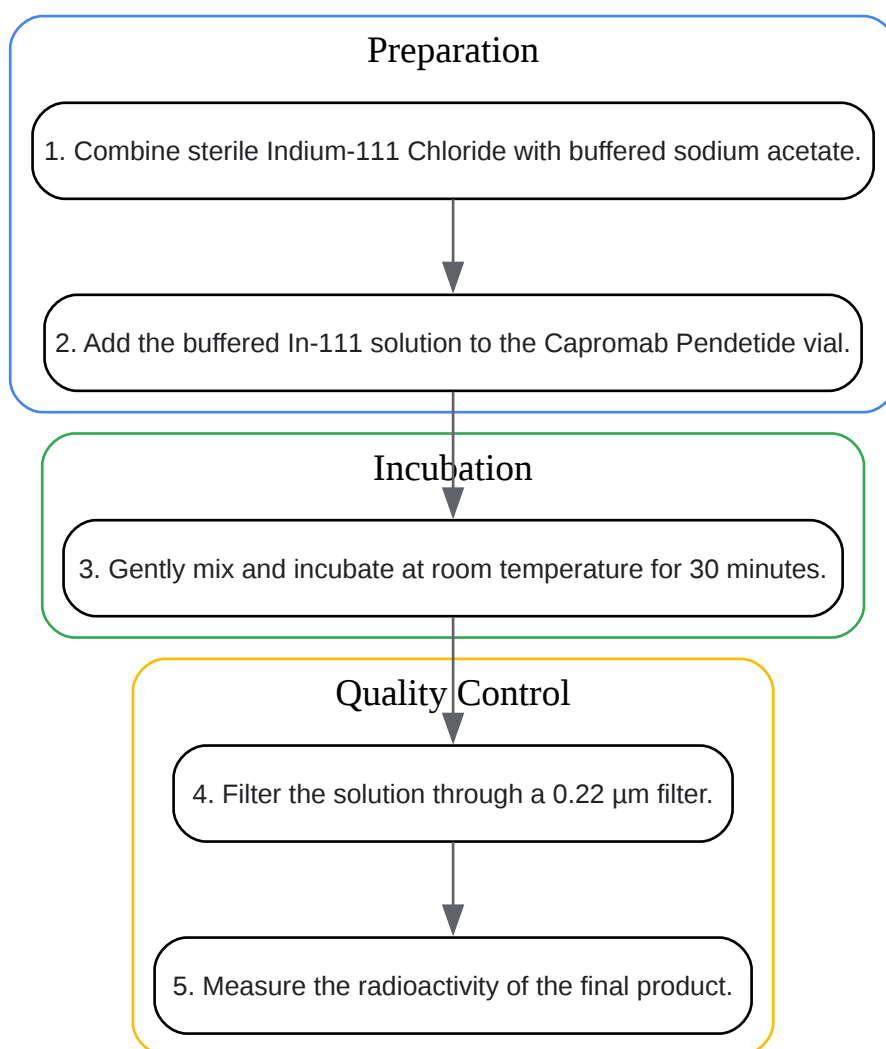 Preparation
1. Combine sterile Indium-111 Chloride with buffered sodium acetate.
2. Add the buffered In-111 solution to the Capromab Pendetide vial.
Incubation
3. Gently mix and incubate at room temperature for 30 minutes.
Quality Control
4. Filter the solution through a 0.22 µm filter.
5. Measure the radioactivity of the final product.